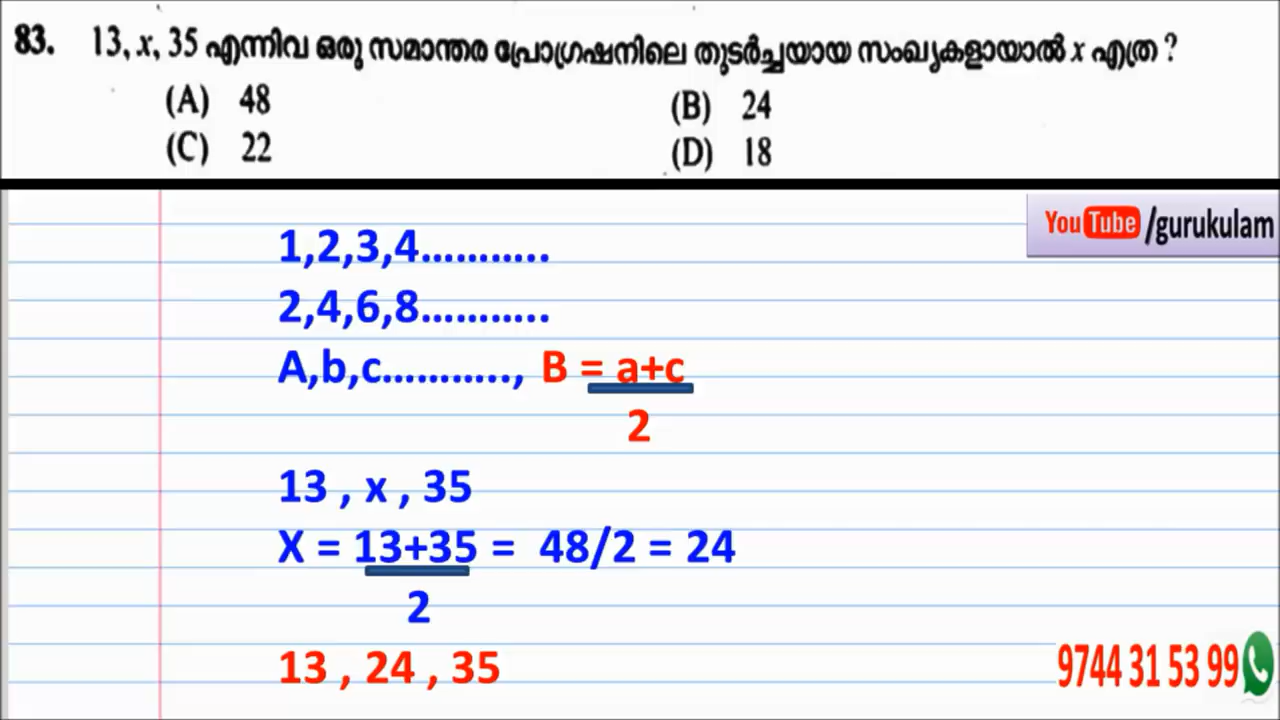 83. 13, x, 35 എന്നിവ ഒരു സമാന്തര പ്രോഗ്രഷനിലെ തുടർച്ചയായ സംഖ്യകളായാൽ x എത്ര ?
(A) 48 (B) 24
(C) 22 (D) 18
YouTube /gurukulam
1,2,3,4...........
2,4,6,8...........
A,b,c..........., B = a+c
2
13 , x , 35
X = 13+35 = 48/2 = 24
2
13 , 24 , 35
9744 31 53 99